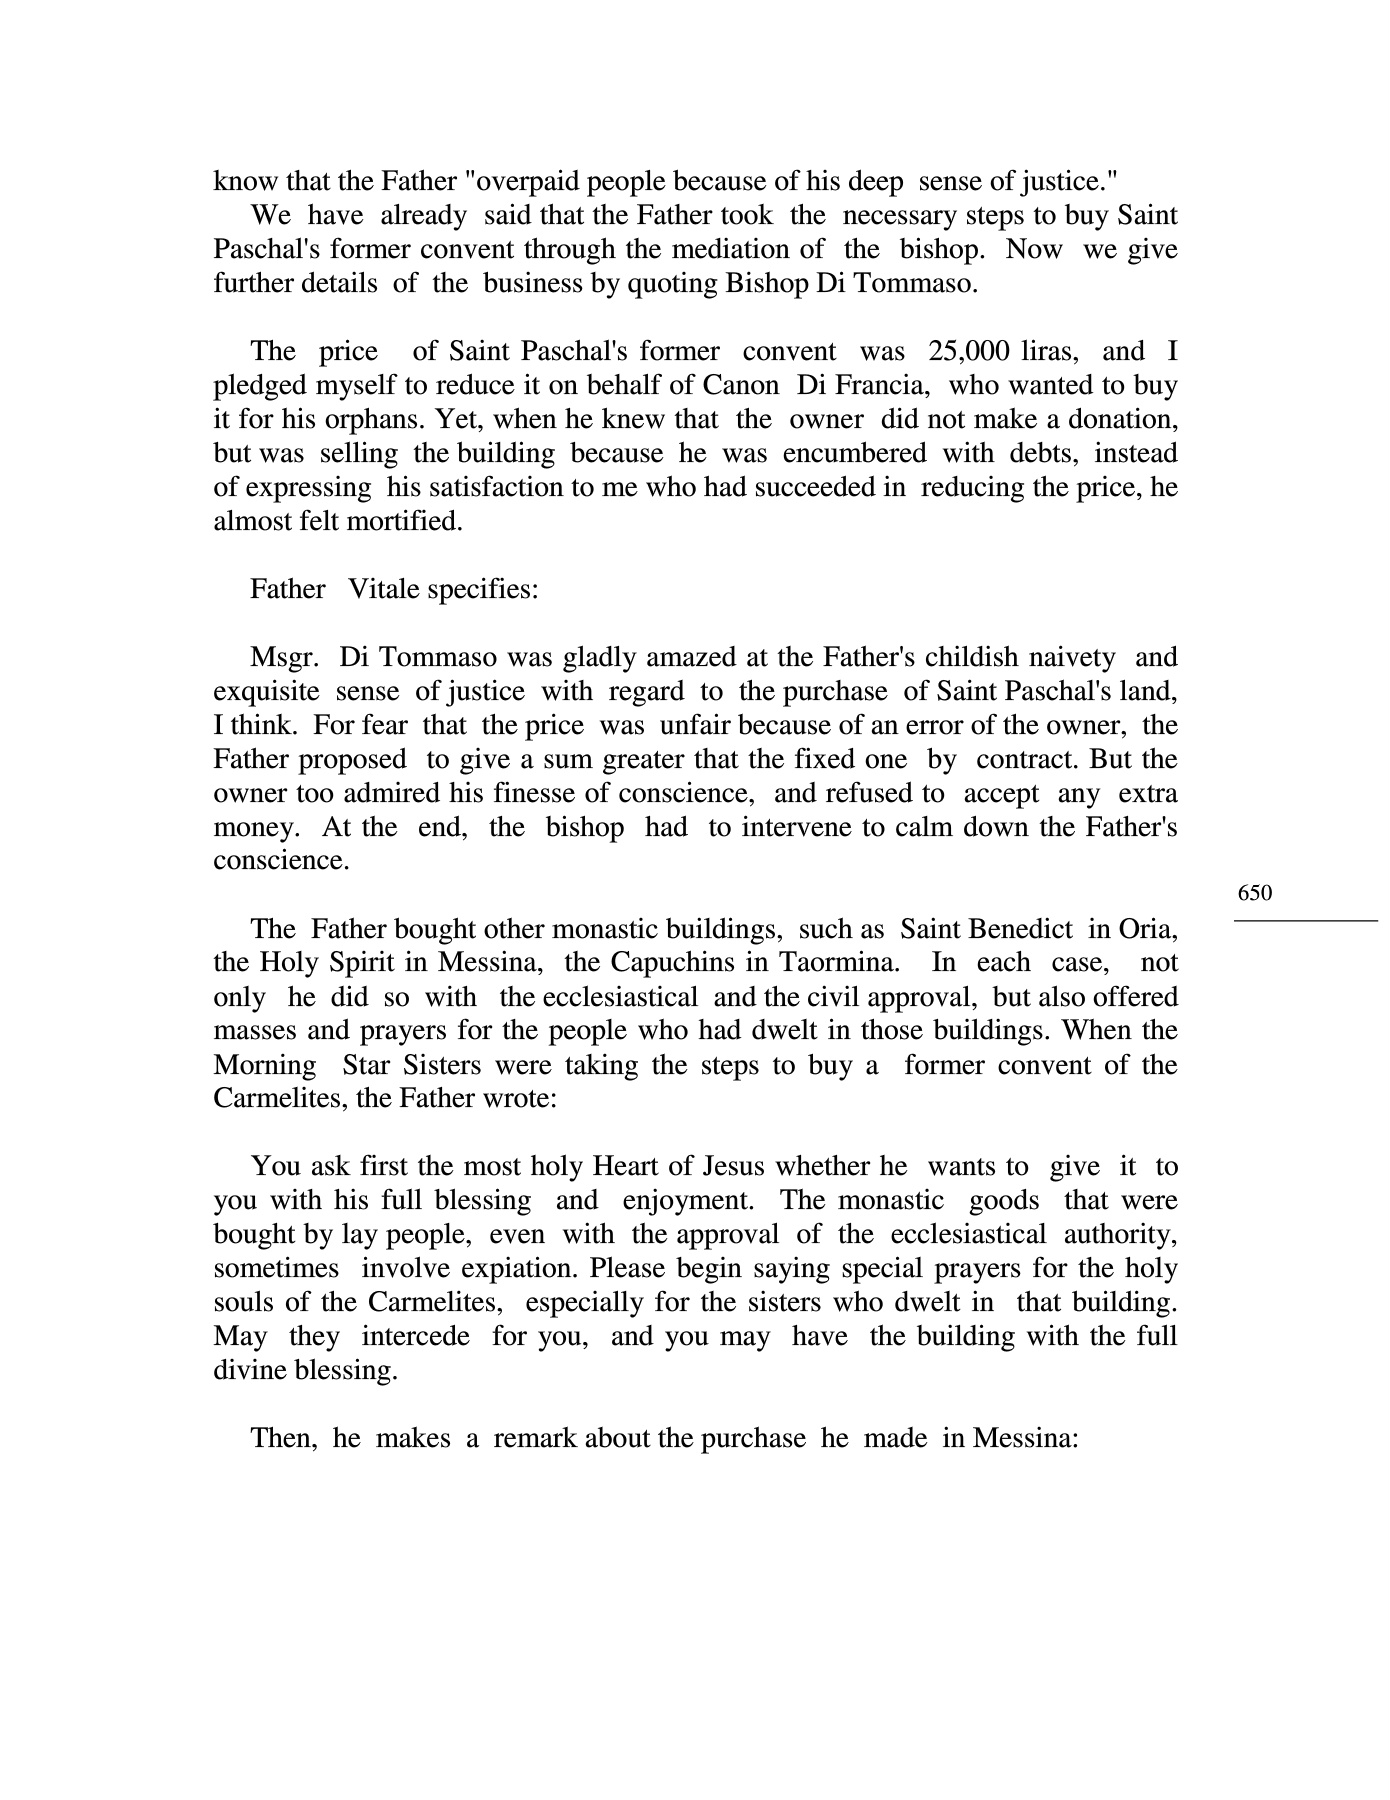 know that the Father "overpaid people because of his deep sense of justice."
We have already said that the Father took the necessary steps to buy Saint
Paschal's former convent through the mediation of the bishop. Now we give
further details of the business by quoting Bishop Di Tommaso.
The price of Saint Paschal's former convent was 25,000 liras, and I
pledged myself to reduce it on behalf of Canon Di Francia, who wanted to buy
it for his orphans. Yet, when he knew that the owner did not make a donation,
but was selling the building because he was encumbered with debts, instead
of expressing his satisfaction to me who had succeeded in reducing the price, he
almost felt mortified.
Father Vitale specifies:
Msgr. Di Tommaso was gladly amazed at the Father's childish naivety and
exquisite sense of justice with regard to the purchase of Saint Paschal's land,
I think. For fear that the price was unfair because of an error of the owner, the
Father proposed to give a sum greater that the fixed one by contract. But the
owner too admired his finesse of conscience, and refused to accept any extra
money. At the end, the bishop had to intervene to calm down the Father's
conscience.
650
The Father bought other monastic buildings, such as Saint Benedict in Oria,
the Holy Spirit in Messina, the Capuchins in Taormina. In each case, not
only he did so with the ecclesiastical and the civil approval, but also offered
masses and prayers for the people who had dwelt in those buildings. When the
Morning Star Sisters were taking the steps to buy a former convent of the
Carmelites, the Father wrote:
You ask first the most holy Heart of Jesus whether he wants to give it to
you with his full blessing and enjoyment. The monastic goods that were
bought by lay people, even with the approval of the ecclesiastical authority,
sometimes involve expiation. Please begin saying special prayers for the holy
souls of the Carmelites, especially for the sisters who dwelt in that building.
May they intercede for you, and you may have the building with the full
divine blessing.
Then, he makes a remark about the purchase he made in Messina: